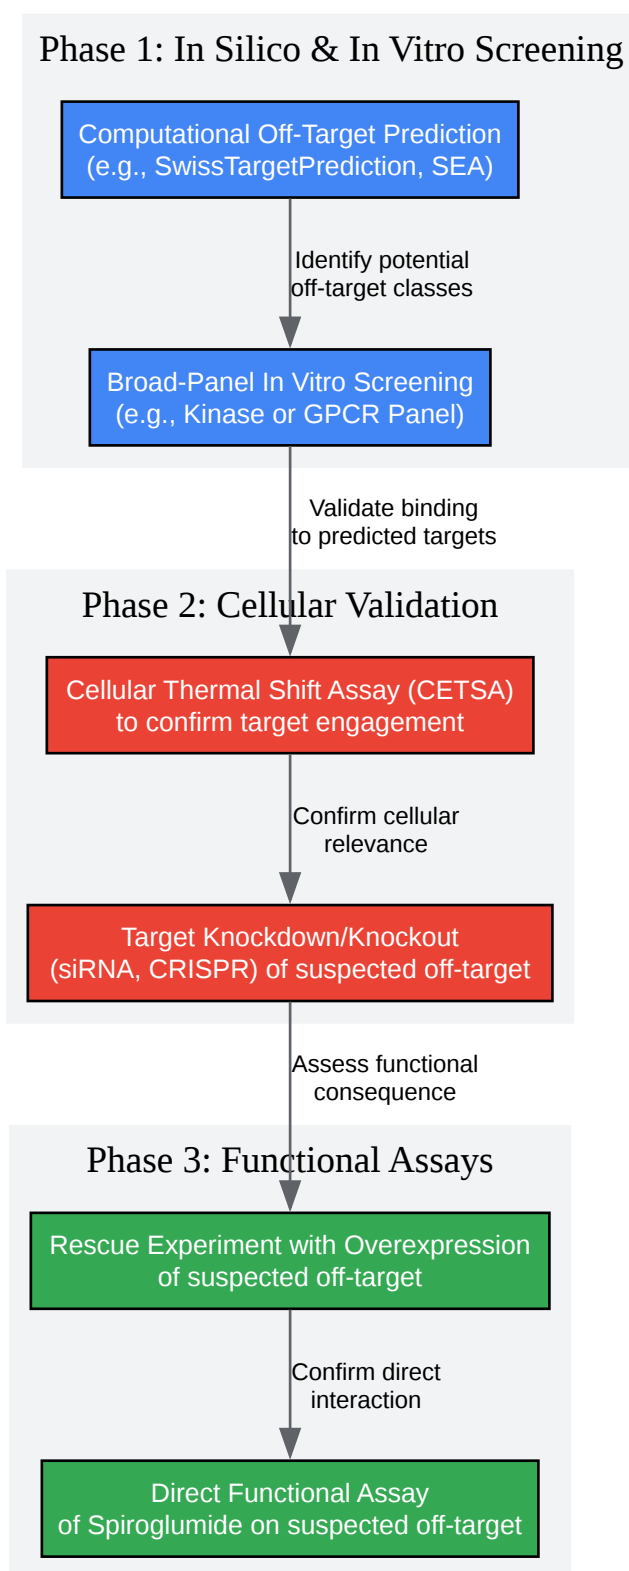 Phase 1: In Silico & In Vitro Screening
Computational Off-Target Prediction
(e.g., SwissTargetPrediction, SEA)
Identify potential
off-target classes
Broad-Panel In Vitro Screening
(e.g., Kinase or GPCR Panel)
Validate binding
to predicted targets
Phase 2: Cellular Validation
Cellular Thermal Shift Assay (CETSA)
to confirm target engagement
Confirm cellular
relevance
Target Knockdown/Knockout
(siRNA, CRISPR) of suspected off-target
Assess functional
consequence
Phase 3: Functional Assays
Rescue Experiment with Overexpression
of suspected off-target
Confirm direct
interaction
Direct Functional Assay
of Spiroglumide on suspected off-target